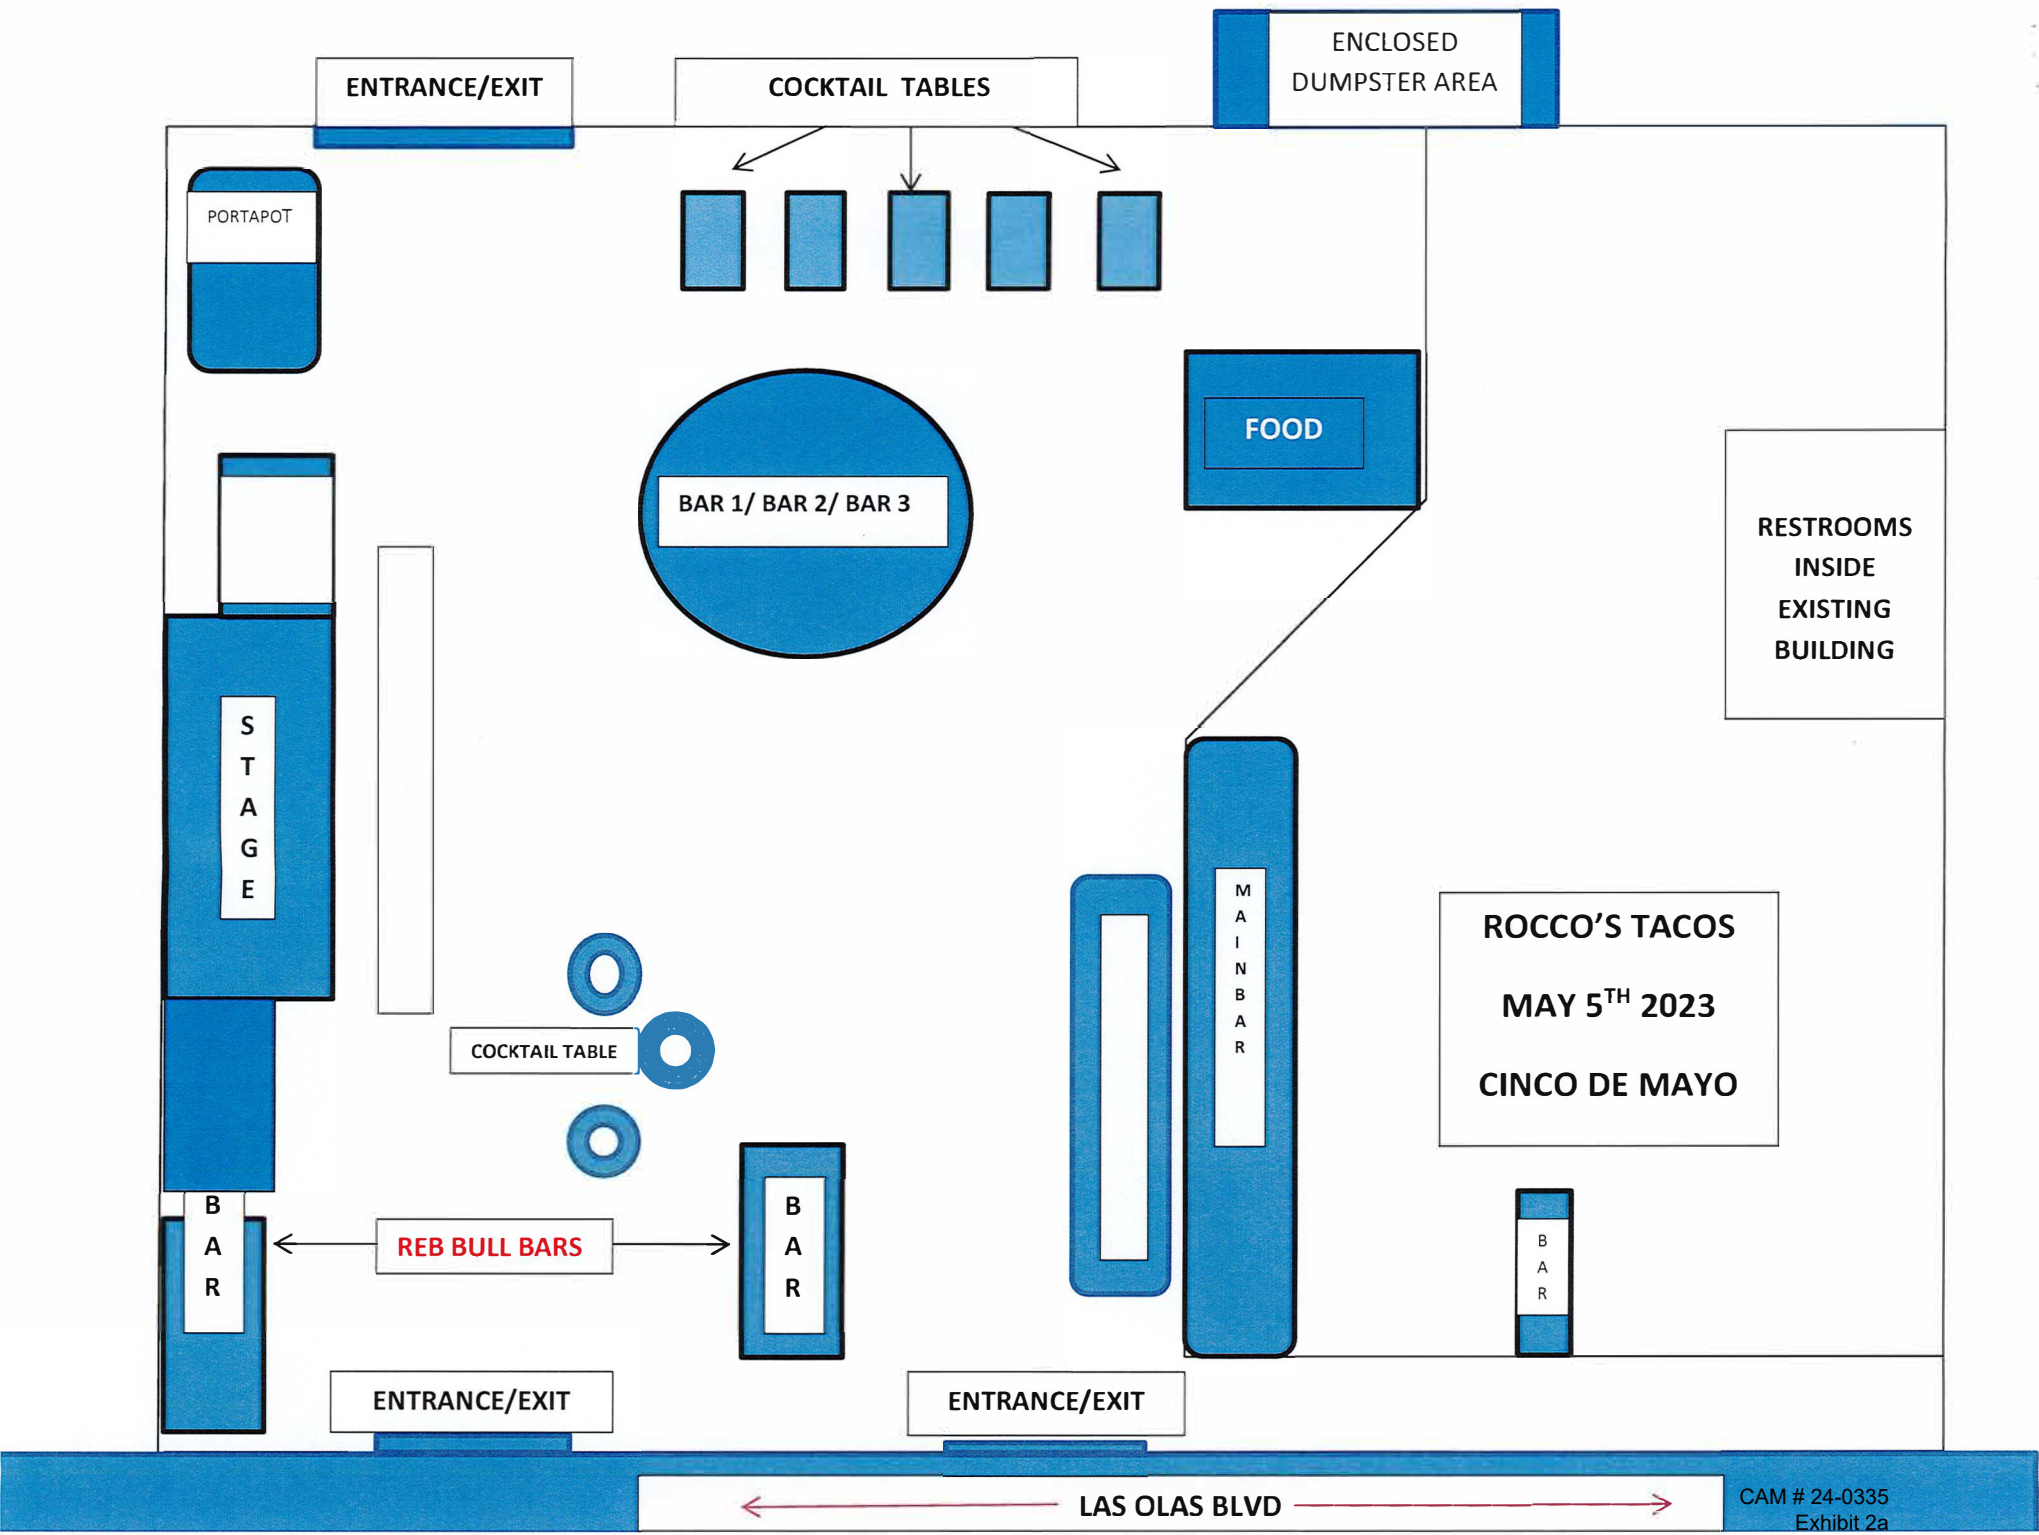 ENCLOSED
DUMPSTER AREA
ENTRANCE/EXIT
COCKTAIL TABLES
PORTAPOT
FOOD
BAR 1/ BAR 2/ BAR 3
RESTROOMS
INSIDE
EXISTING
BUILDING
S
T
A
G
E
M
A
I
N
B
A
R
ROCCO'S TACOS
MAY 5TH 2023
CINCO DE MAYO
COCKTAIL TABLE
B
A
R
REB BULL BARS
B
A
R
B
A
R
ENTRANCE/EXIT
ENTRANCE/EXIT
LAS OLAS BLVD
CAM # 24-0335
Exhibit 2a